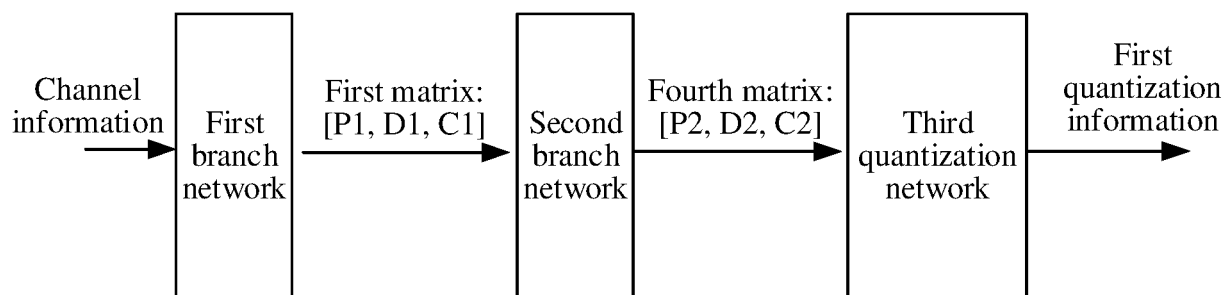 Channel
information
First
branch
network
First matrix:
[P1, D1, C1]
Second
branch
network
Fourth matrix:
[P2, D2, C2]
Third
quantization
network
First
quantization
information